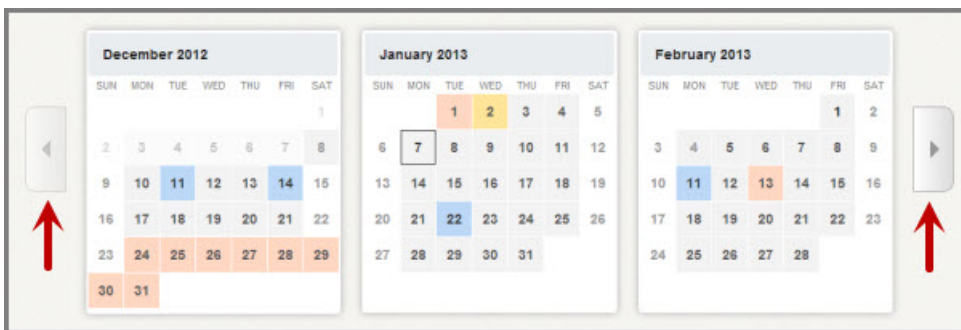 December 2012
SUN MON TUE WED THU FRI SAT
1
2 3 4 5 6 7 8
9 10 11 12 13 14 15
16 17 18 19 20 21 22
23 24 25 26 27 28 29
30 31
January 2013
SUN MON TUE WED THU FRI SAT
1 2 3 4 5
6 7 8 9 10 11 12
13 14 15 16 17 18 19
20 21 22 23 24 25 26
27 28 29 30 31
February 2013
SUN MON TUE WED THU FRI SAT
1 2
3 4 5 6 7 8 9
10 11 12 13 14 15 16
17 18 19 20 21 22 23
24 25 26 27 28